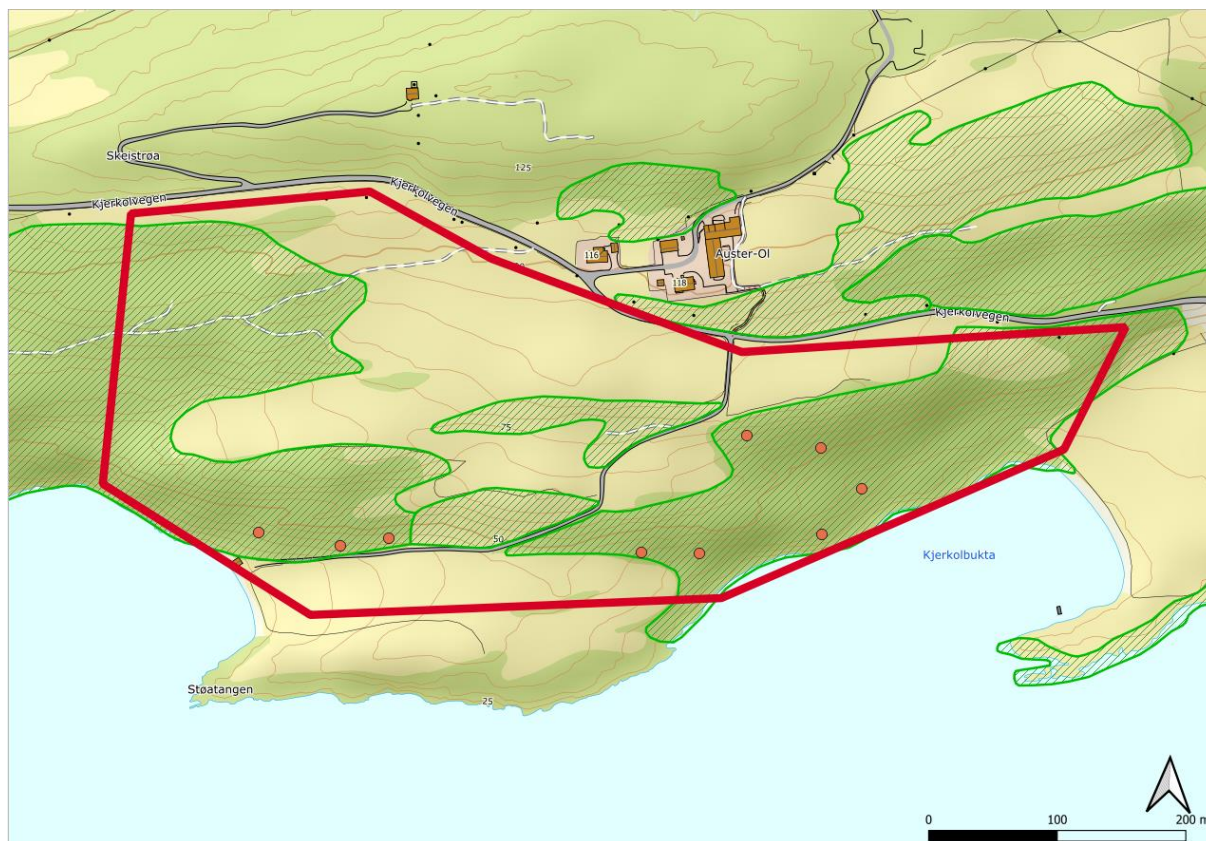 Skeistrøa
125
Kjerkolvegen
Kjerkolvegen
116
Auster-Ol
118
Kjerkolvegen
75
50
Kjerkolbukta
Støatangen
25
0 100 200 m